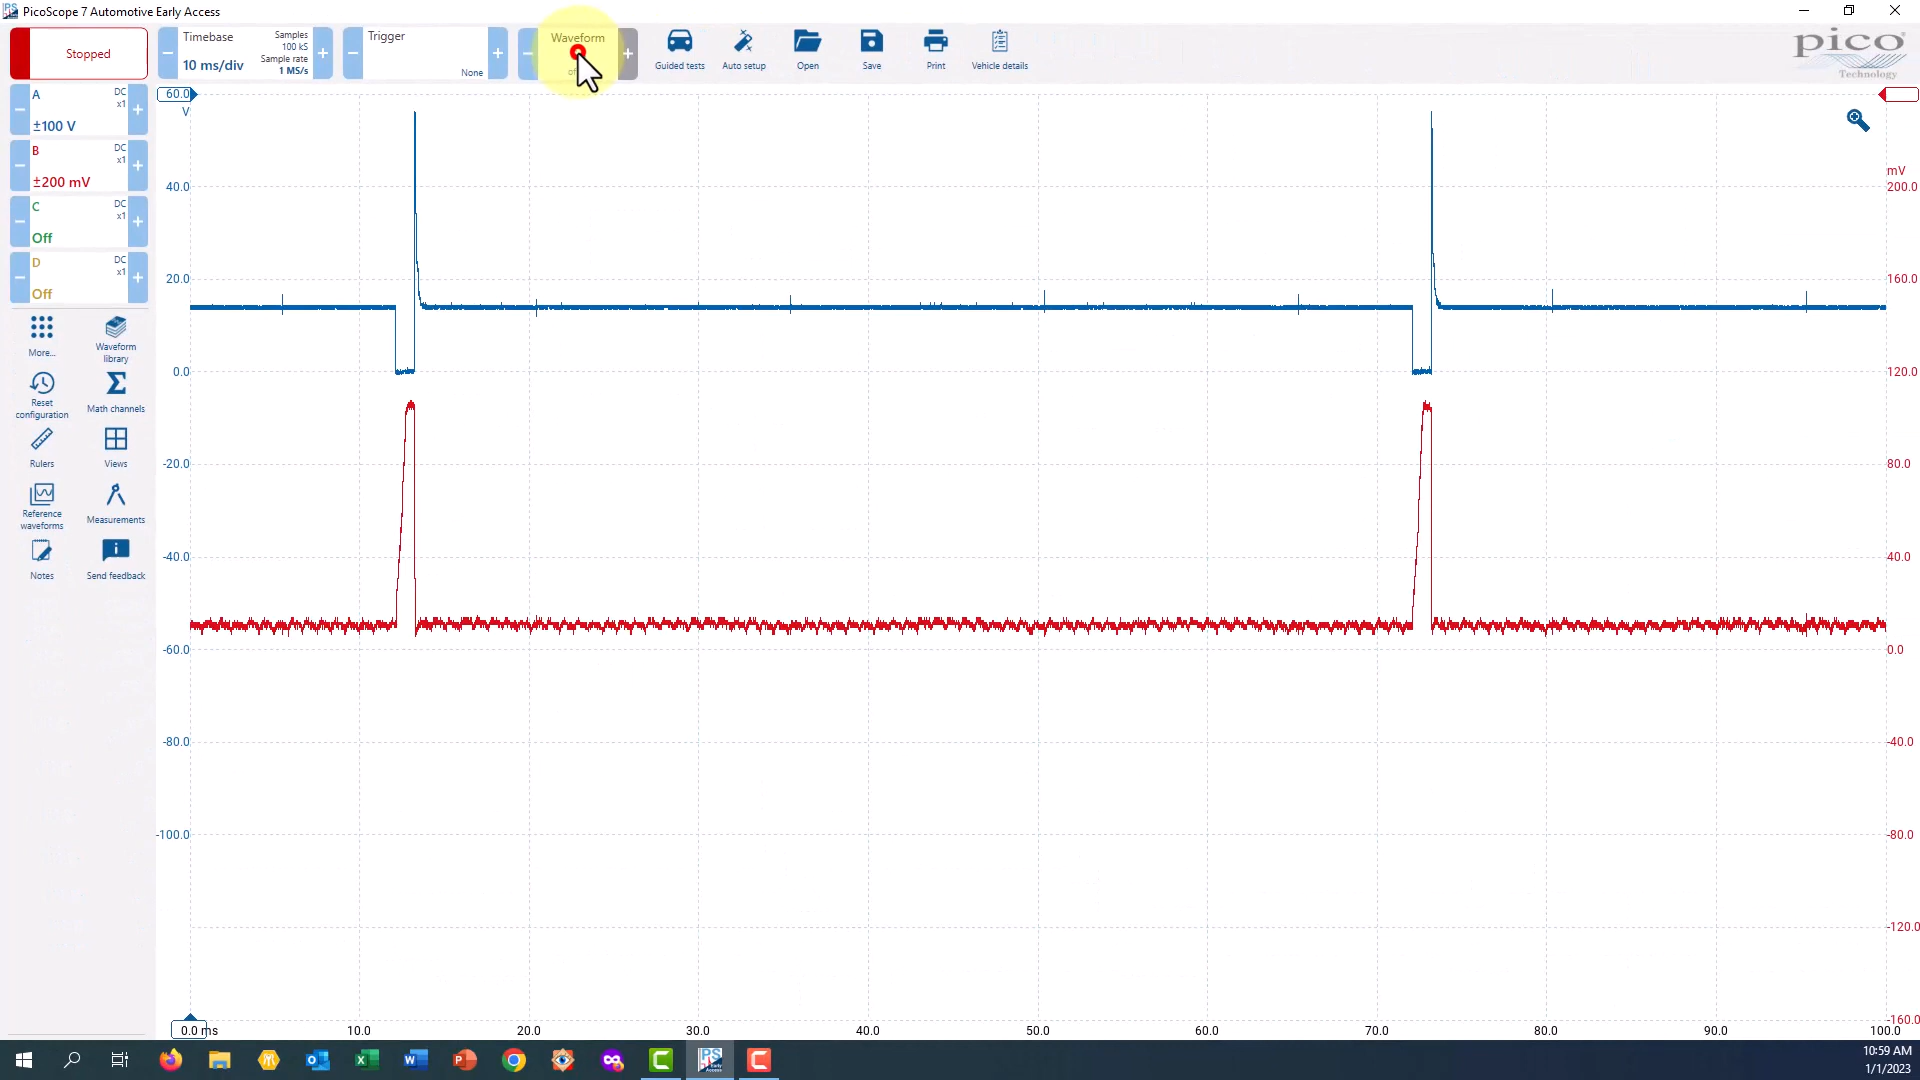 PicoScope 7 Automotive Early Access
Stopped
Timebase
10 ms/div
Samples
100 kS
Sample rate
1 MS/s
Trigger
None
Waveform
Guided tests
Auto setup
Open
Save
Print
Vehicle details
pico
Technology
A
DC
x1
±100 V
B
DC
x1
±200 mV
C
DC
x1
Off
D
DC
x1
Off
More...
Waveform
library
Reset
configuration
Math channels
Rulers
Views
Reference
waveforms
Measurements
Notes
Send feedback
60.0
V
40.0
20.0
0.0
-20.0
-40.0
-60.0
-80.0
-100.0
mV
200.0
160.0
120.0
80.0
40.0
0.0
-40.0
-80.0
-120.0
-160.0
0.0 ms
10.0
20.0
30.0
40.0
50.0
60.0
70.0
80.0
90.0
100.0
10:59 AM
1/1/2023